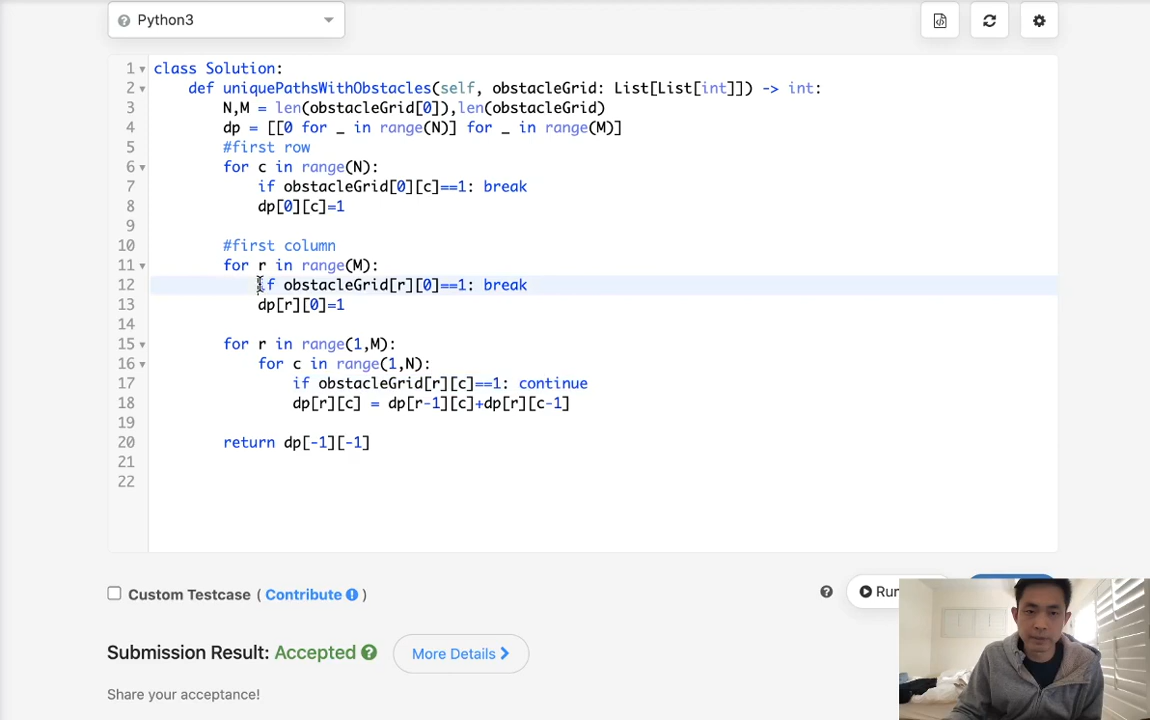 Python3
1 class Solution:
2 def uniquePathsWithObstacles(self, obstacleGrid: List[List[int]]) -> int:
3 N,M = len(obstacleGrid[0]),len(obstacleGrid)
4 dp = [[0 for _ in range(N)] for _ in range(M)]
5 #first row
6 for c in range(N):
7 if obstacleGrid[0][c]==1: break
8 dp[0][c]=1
9
10 #first column
11 for r in range(M):
12 if obstacleGrid[r][0]==1: break
13 dp[r][0]=1
14
15 for r in range(1,M):
16 for c in range(1,N):
17 if obstacleGrid[r][c]==1: continue
18 dp[r][c] = dp[r-1][c]+dp[r][c-1]
19
20 return dp[-1][-1]
21
22
Custom Testcase ( Contribute )
Run
Submission Result: Accepted
More Details
Share your acceptance!